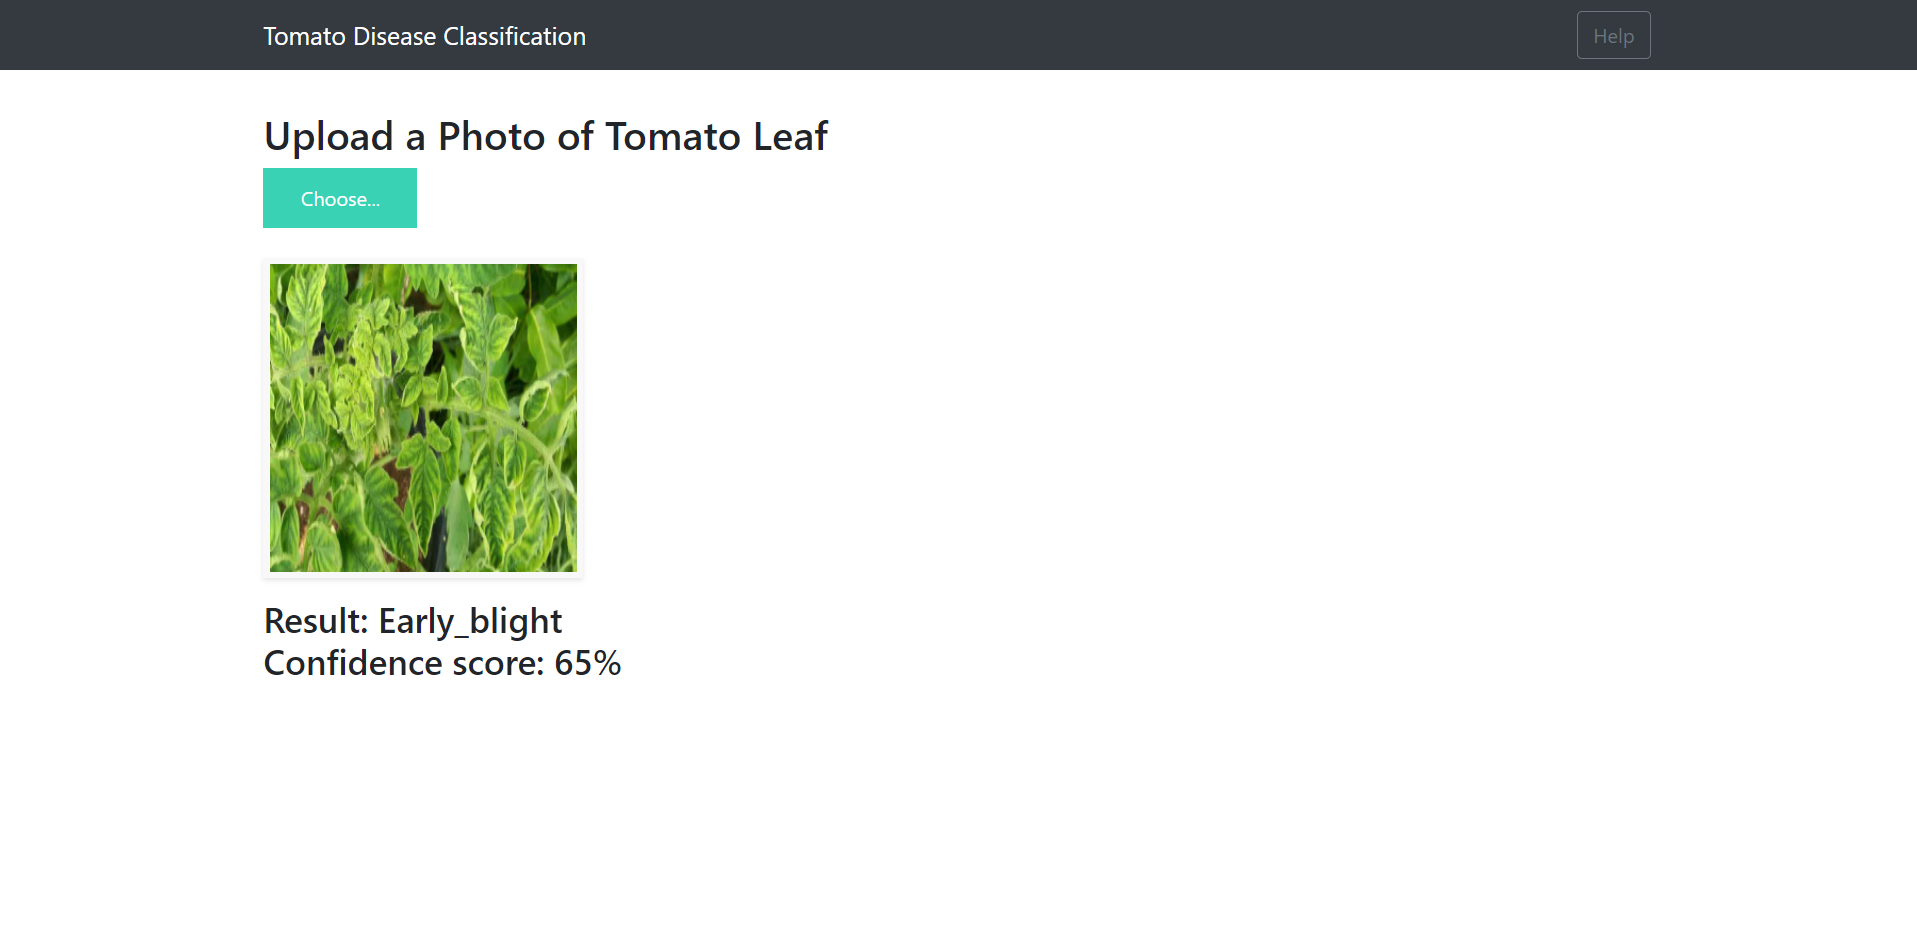 Tomato Disease Classification
Help
Upload a Photo of Tomato Leaf
Choose...
Result: Early_blight
Confidence score: 65%